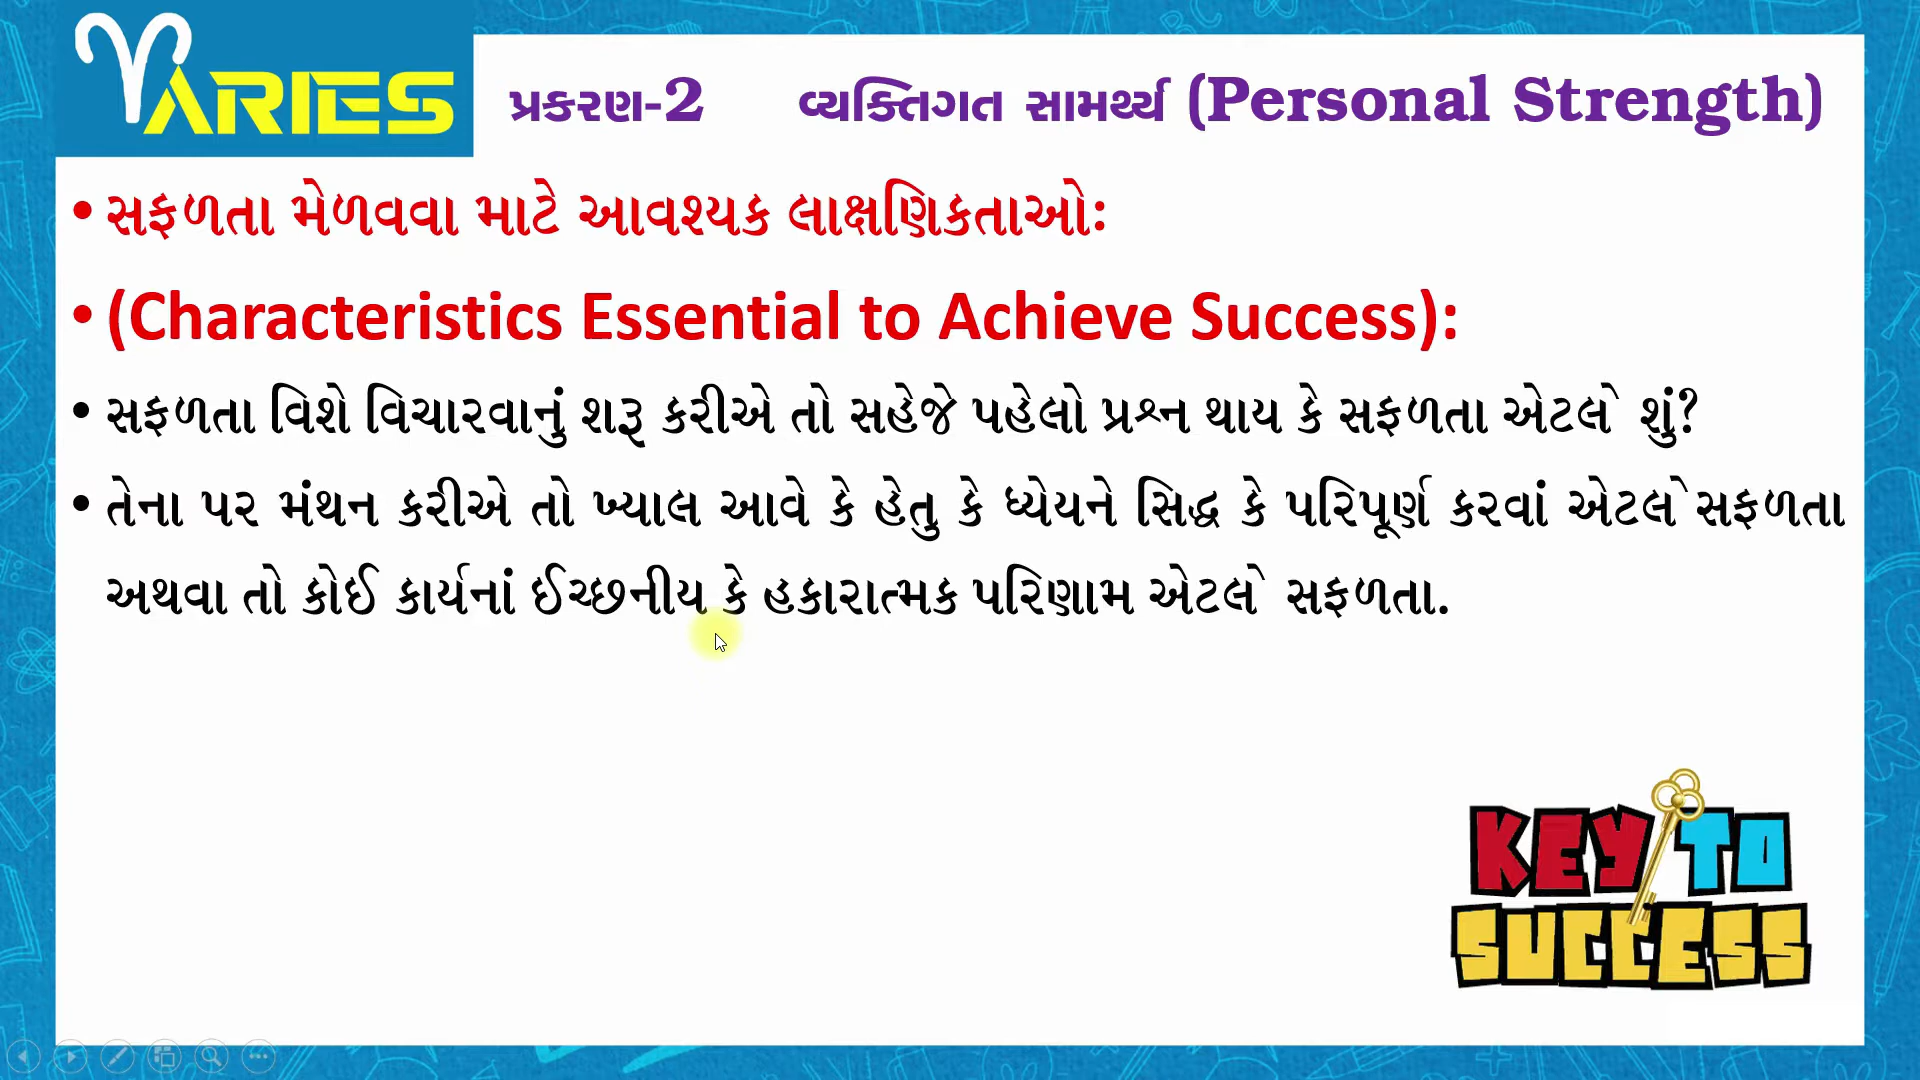 ARIES
પ્રકરણ-2 વ્યક્તિગત સામર્થ્ય (Personal Strength)
• સફળતા મેળવવા માટે આવશ્યક લાક્ષણિકતાઓઃ
• (Characteristics Essential to Achieve Success):
• સફળતા વિશે વિચારવાનું શરૂ કરીએ તો સહેજે પહેલો પ્રશ્ન થાય કે સફળતા એટલે શું?
• તેના પર મંથન કરીએ તો ખ્યાલ આવે કે હેતુ કે ધ્યેયને સિદ્ધ કે પરિપૂર્ણ કરવાં એટલે સફળતા
અથવા તો કોઈ કાર્યનાં ઈચ્છનીય કે હકારાત્મક પરિણામ એટલે સફળતા.
KEY TO
SUCCESS